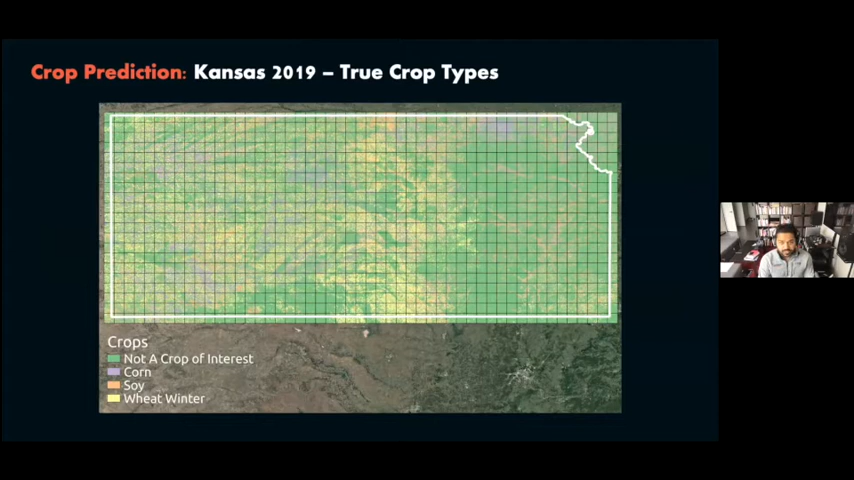 Crop Prediction: Kansas 2019 – True Crop Types
Crops
Not A Crop of Interest
Corn
Soy
Wheat Winter